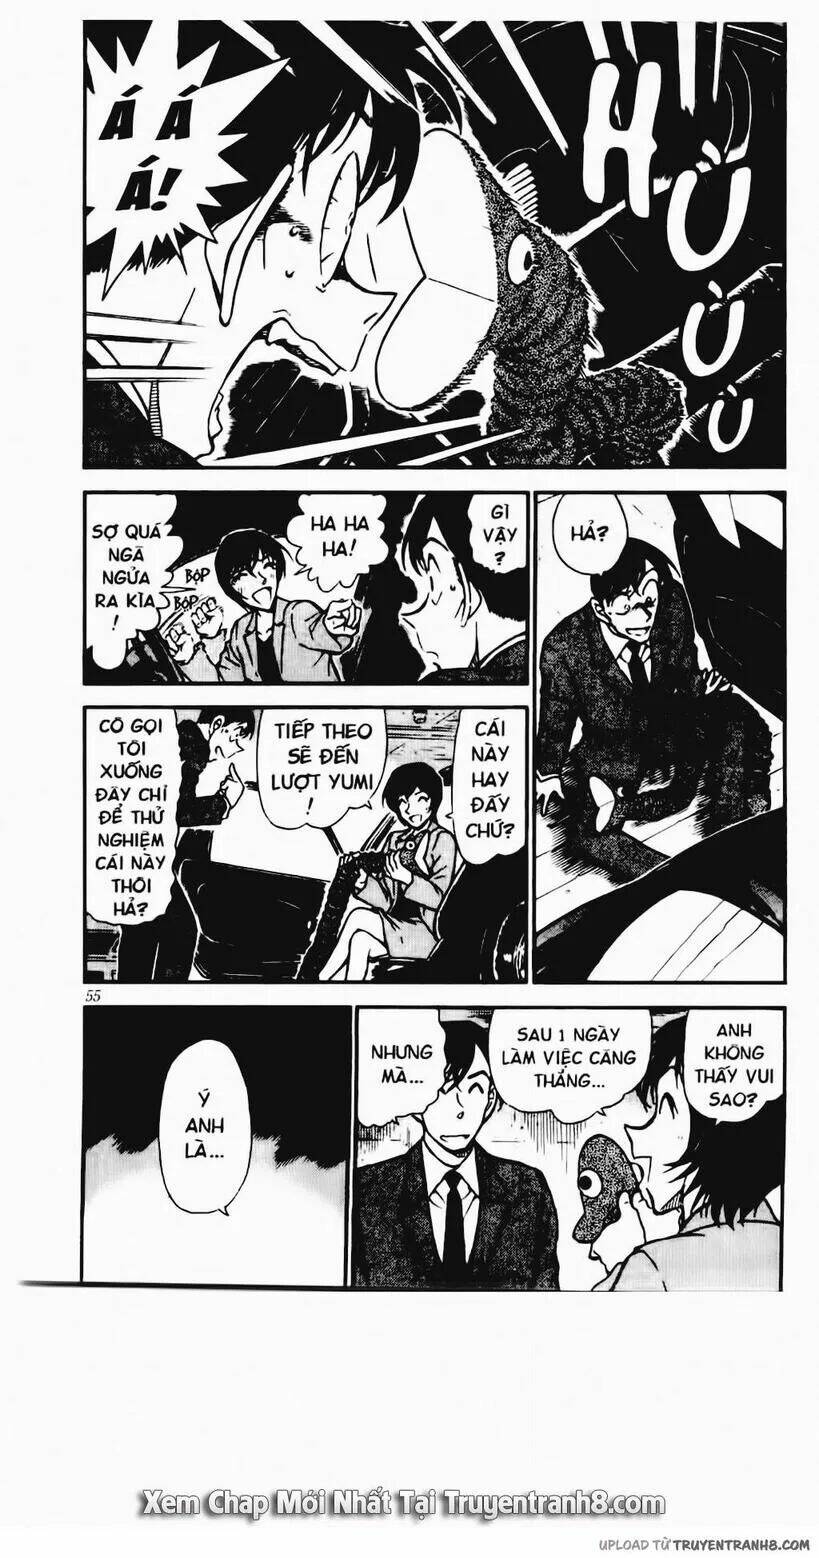 H
Ù
Ù
Ù
Á Á
Á!
HẢ?
GÌ
VẬY
?
HA HA
HA!
SỢ QUÁ
NGÃ
NGỬA
RA KÌA
!
BỘP
BỘP
CÁI
NÀY
HAY
ĐẤY
CHỨ?
TIẾP THEO
SẼ ĐẾN
LƯỢT YUMI
!
CÔ GỌI
TÔI
XUỐNG
ĐÂY CHỈ
ĐỂ THỬ
NGHIỆM
CÁI NÀY
THÔI
HẢ?
55
ANH
KHÔNG
THẤY VUI
SAO?
SAU 1 NGÀY
LÀM VIỆC CĂNG
THẲNG...
NHƯNG
MÀ...
Ý
ANH
LÀ...
Xem Chap Mới Nhất Tại Truyentranh8.com
UPLOAD TỪ TRUYENTRANH8.COM